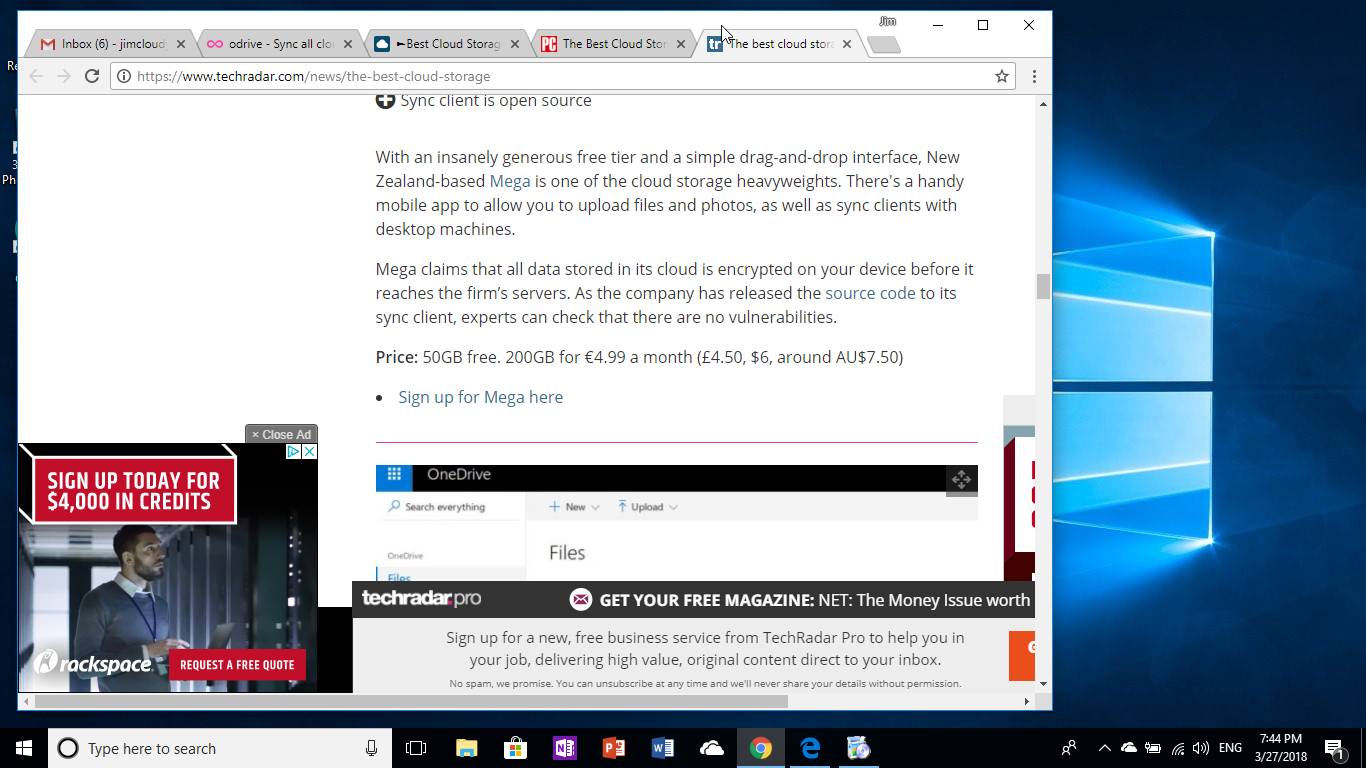 Jim
Inbox (6) - jimcloud
odrive - Sync all clo
►Best Cloud Storag
PC
The Best Cloud Stor
tr
The best cloud stora
https://www.techradar.com/news/the-best-cloud-storage
Re
3
Ph
Sync client is open source
With an insanely generous free tier and a simple drag-and-drop interface, New
Zealand-based Mega is one of the cloud storage heavyweights. There's a handy
mobile app to allow you to upload files and photos, as well as sync clients with
desktop machines.
Mega claims that all data stored in its cloud is encrypted on your device before it
reaches the firm's servers. As the company has released the source code to its
sync client, experts can check that there are no vulnerabilities.
Price: 50GB free. 200GB for €4.99 a month (£4.50, $6, around AU$7.50)
• Sign up for Mega here
× Close Ad
SIGN UP TODAY FOR
$4,000 IN CREDITS
rackspace.
REQUEST A FREE QUOTE
OneDrive
Search everything
New
Upload
OneDrive
Files
Files
techradar.pro
GET YOUR FREE MAGAZINE: NET: The Money Issue worth
Sign up for a new, free business service from TechRadar Pro to help you in
your job, delivering high value, original content direct to your inbox.
No spam, we promise. You can unsubscribe at any time and we'll never share your details without permission.
Type here to search
ENG
7:44 PM
3/27/2018
1